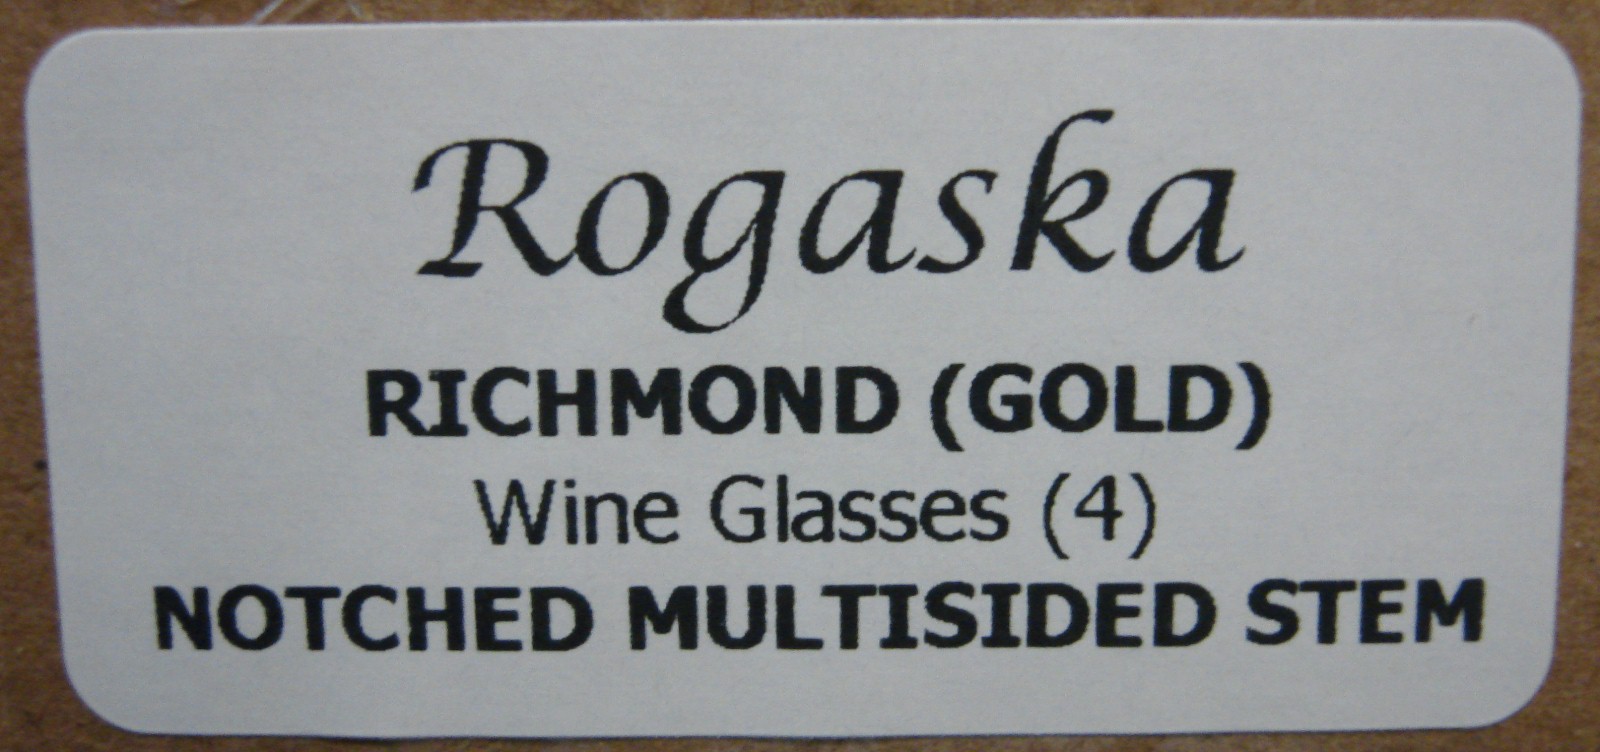 Rogaska
RICHMOND (GOLD)
Wine Glasses (4)
NOTCHED MULTISIDED STEM